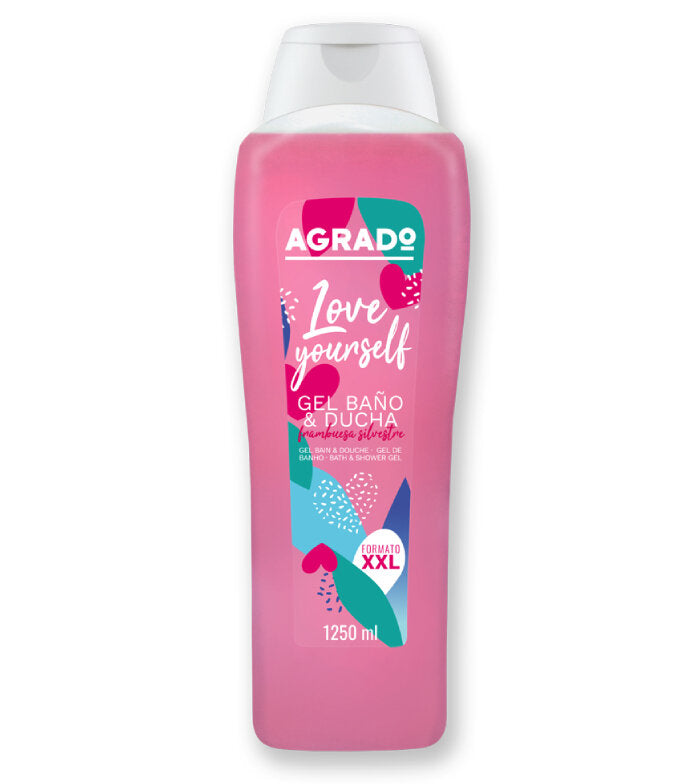 AGRADO
Love
yourself
GEL BAÑO
& DUCHA
frambuesa silvestre
GEL BAIN & DOUCHE · GEL DE
BANHO · BATH & SHOWER GEL
FORMATO
XXL
1250 ml